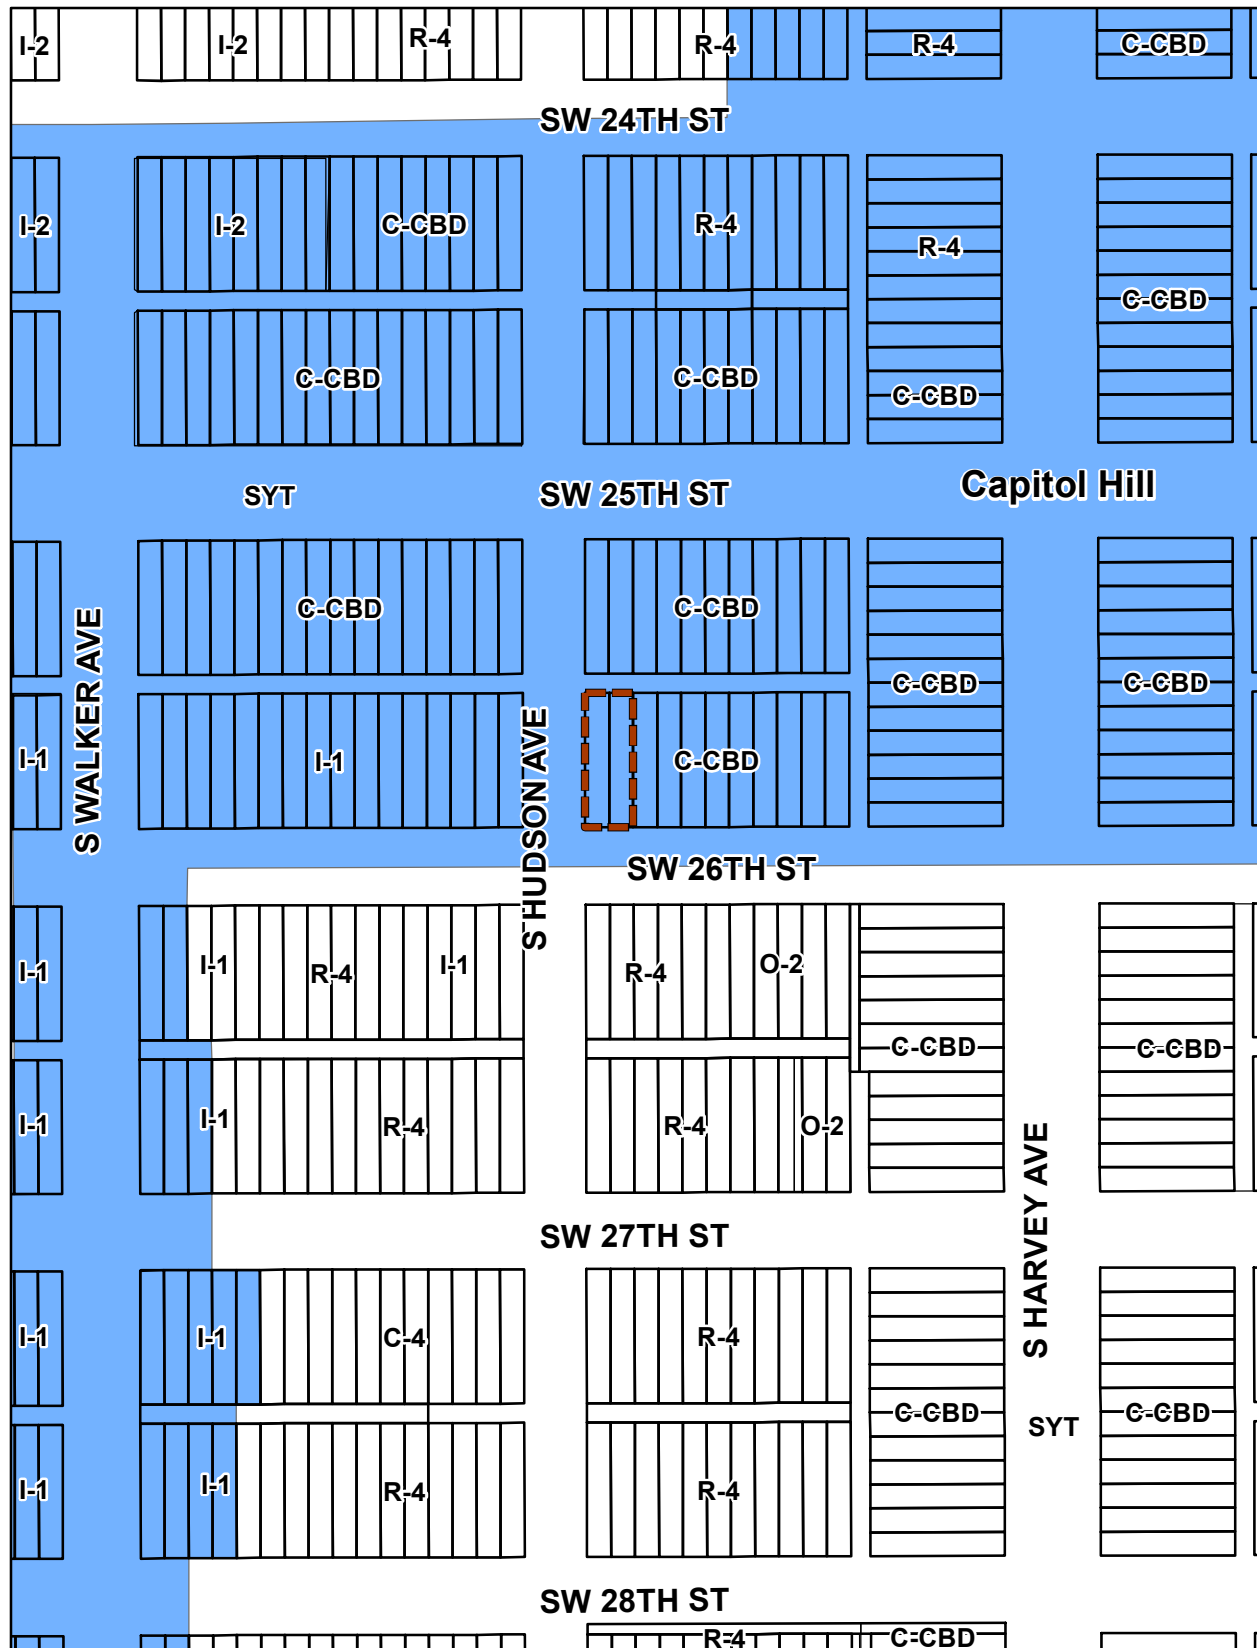 I-2
I-2
R-4
R-4
R-4
C-CBD
SW 24TH ST
I-2
I-2
C-CBD
R-4
R-4
C-CBD
C-CBD
C-CBD
C-CBD
SYT
SW 25TH ST
Capitol Hill
C-CBD
C-CBD
C-CBD
C-CBD
S WALKER AVE
I-1
I-1
S HUDSON AVE
C-CBD
SW 26TH ST
I-1
I-1
R-4
I-1
R-4
O-2
C-CBD
C-CBD
I-1
I-1
R-4
R-4
O-2
SW 27TH ST
S HARVEY AVE
I-1
I-1
C-4
R-4
C-CBD
SYT
C-CBD
I-1
I-1
R-4
R-4
SW 28TH ST
R-4
C-CBD